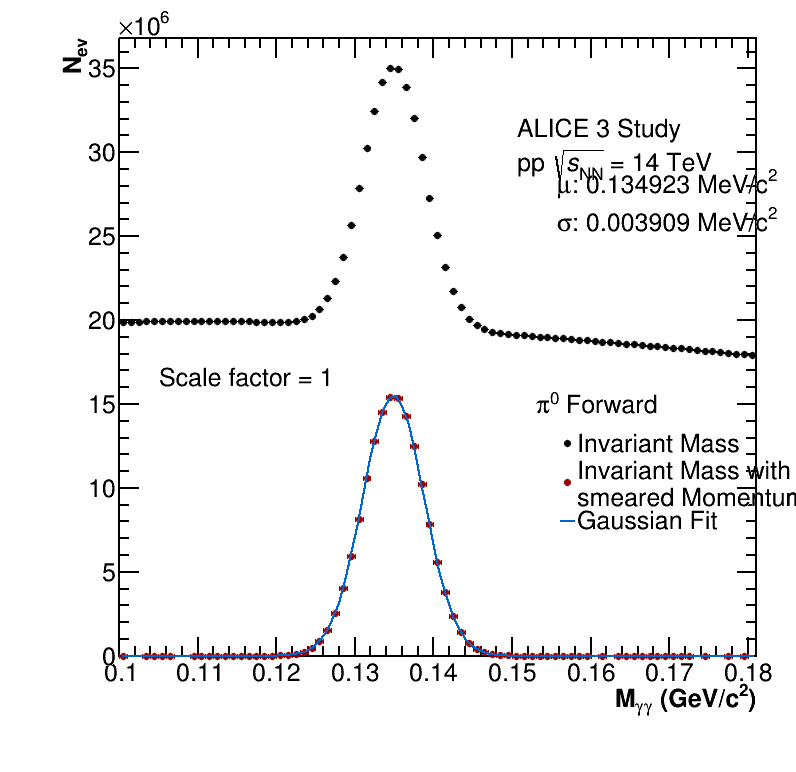 ×10⁶
N_ev
35
30
25
20
15
10
5
0
ALICE 3 Study
pp √s_NN = 14 TeV
μ: 0.134923 MeV/c²
σ: 0.003909 MeV/c²
Scale factor = 1
π⁰ Forward
Invariant Mass
Invariant Mass with
smeared Momentum
Gaussian Fit
0.1 0.11 0.12 0.13 0.14 0.15 0.16 0.17 0.18
M_γγ (GeV/c²)